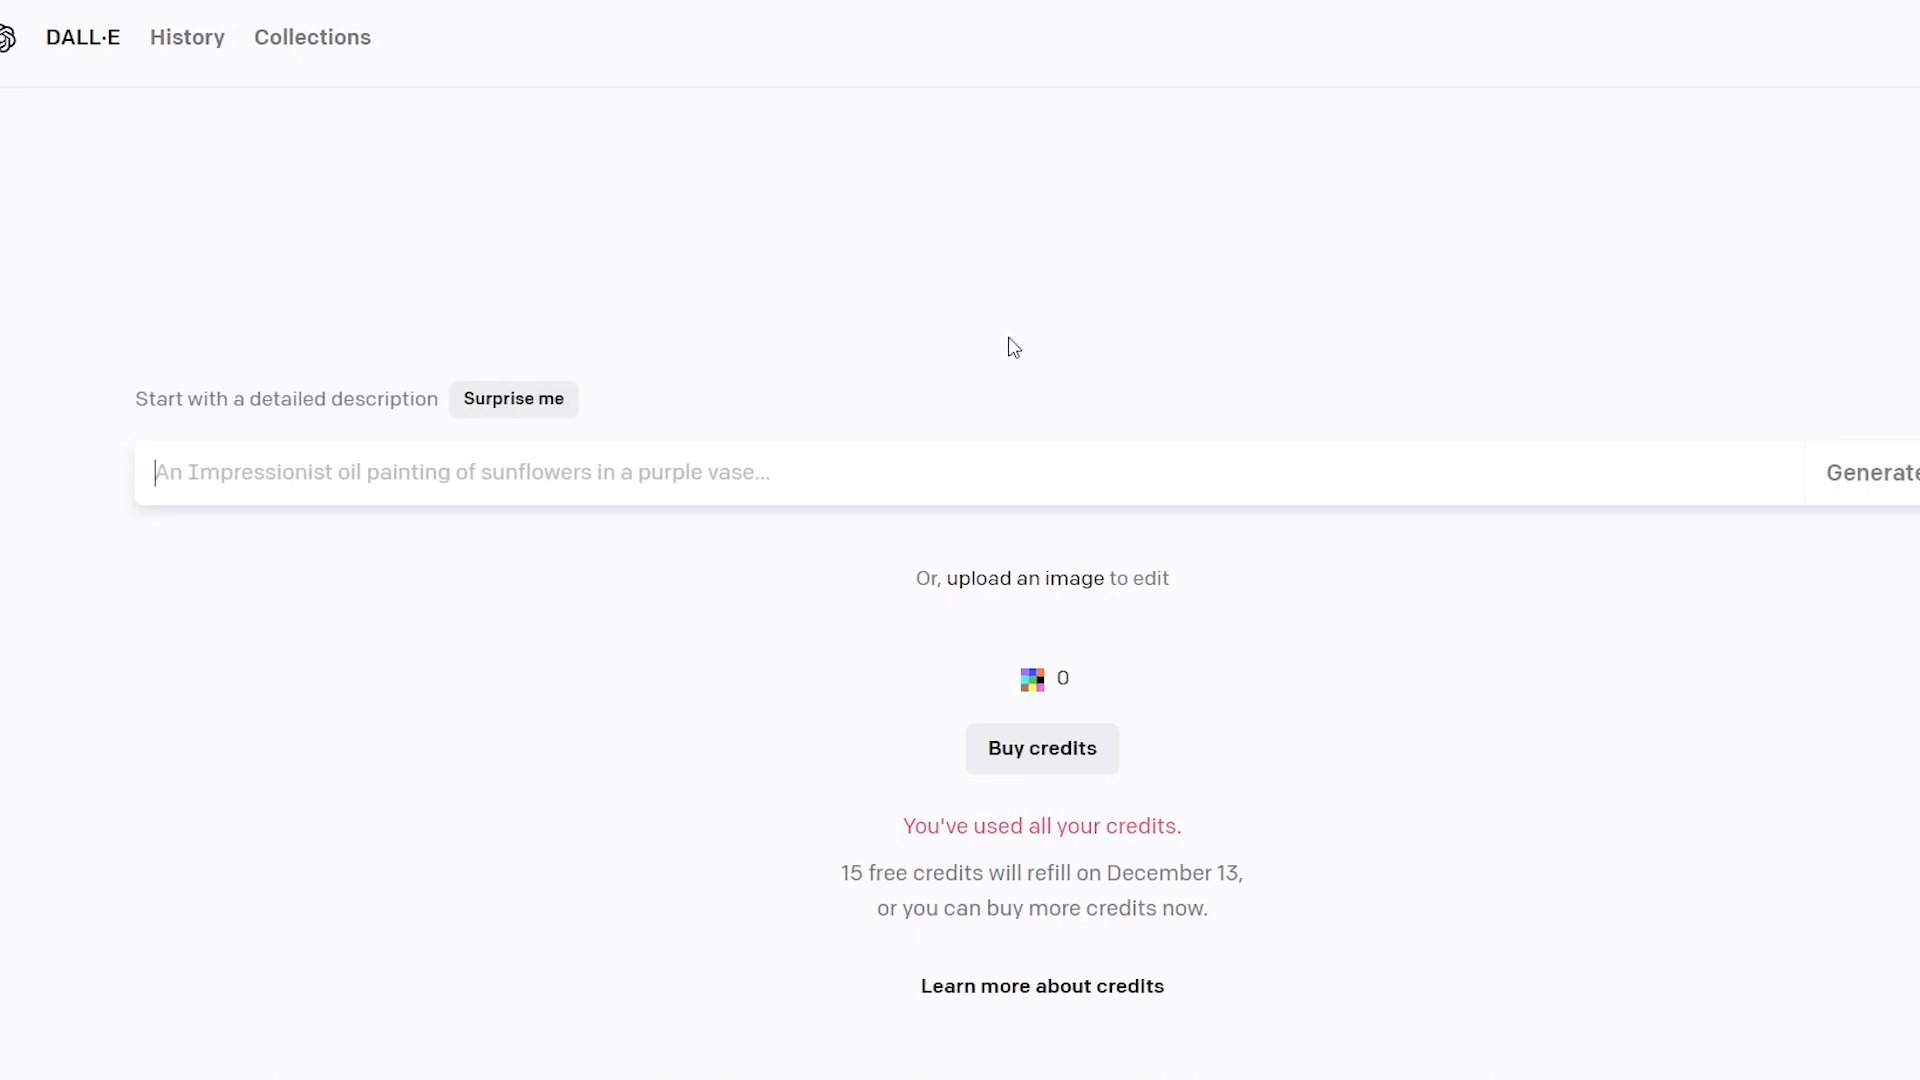 DALL·E History Collections
Start with a detailed description Surprise me
An Impressionist oil painting of sunflowers in a purple vase...
Generate
Or, upload an image to edit
0
Buy credits
You've used all your credits.
15 free credits will refill on December 13,
or you can buy more credits now.
Learn more about credits